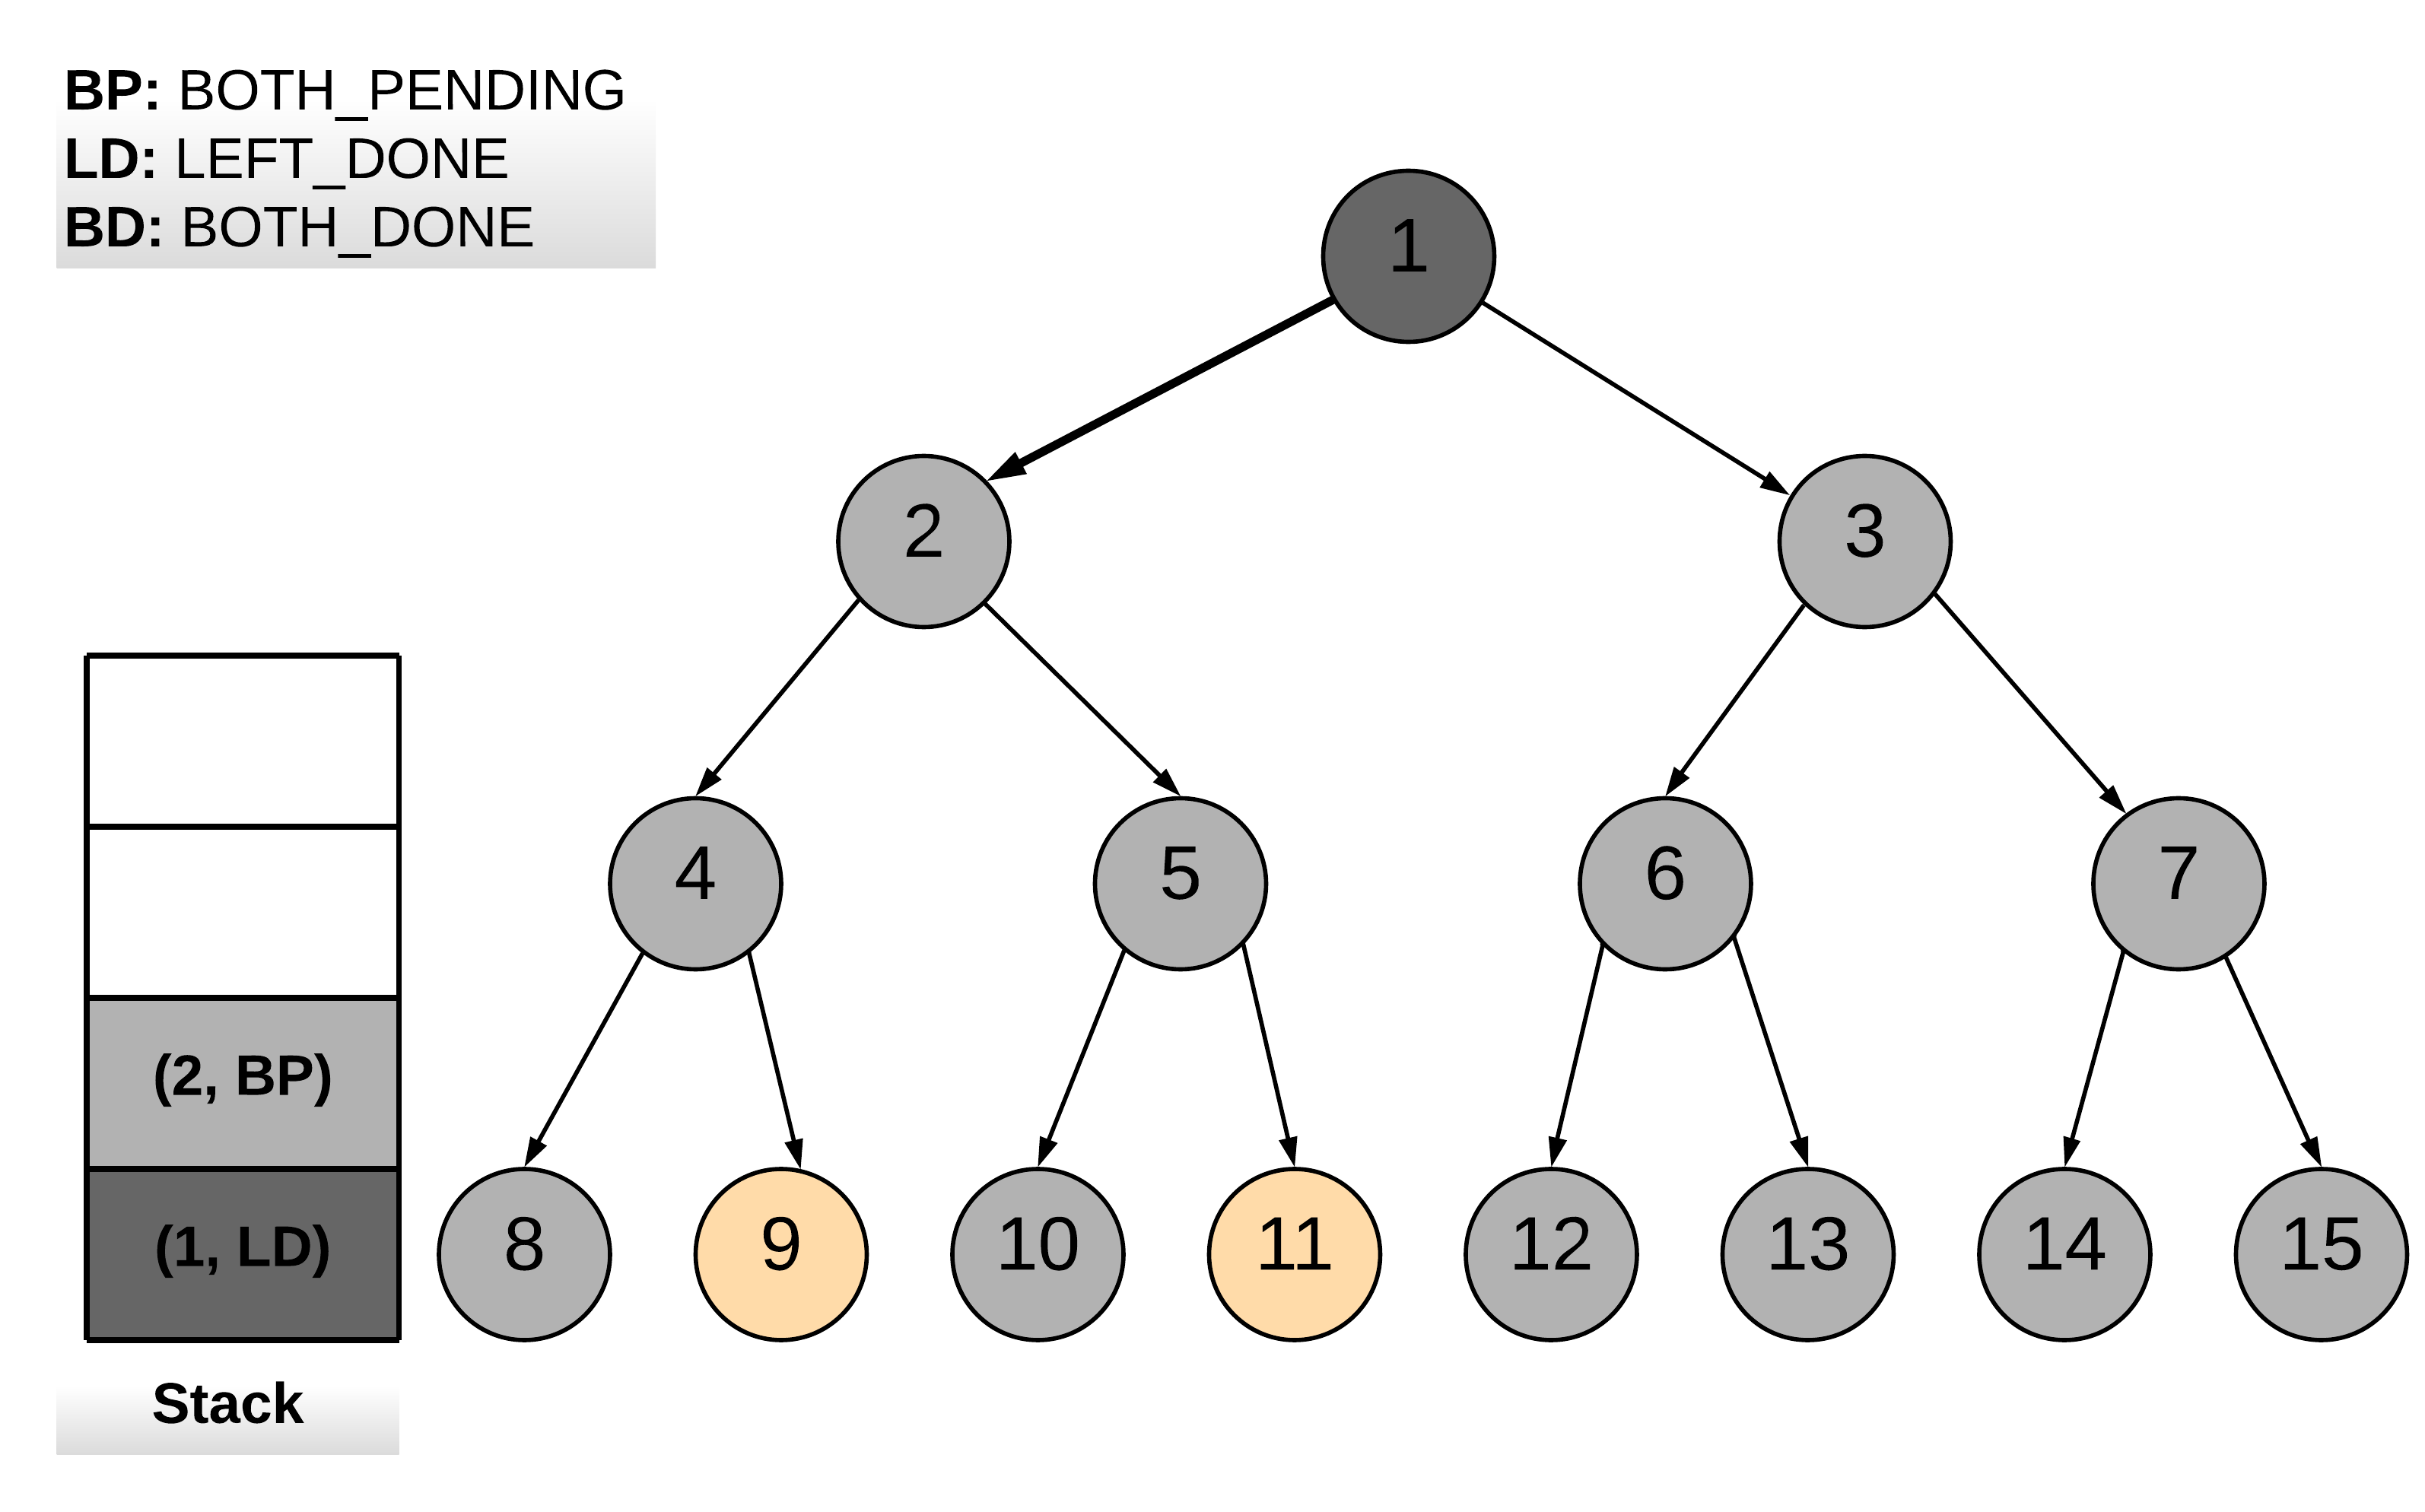 BP: BOTH_PENDING
LD: LEFT_DONE
BD: BOTH_DONE
1
2
3
4
5
6
7
(2, BP)
(1, LD)
8
9
10
11
12
13
14
15
Stack